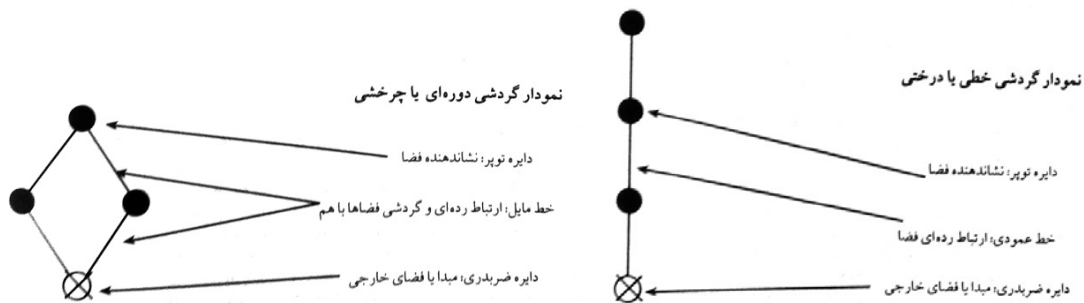 نمودار گردشی خطی یا درختی
دایره توپر: نشاندهنده فضا
خط عمودی: ارتباط رده‌ای فضا
دایره ضربدری: مبدا یا فضای خارجی
نمودار گردشی دوره‌ای یا چرخشی
دایره توپر: نشاندهنده فضا
خط مایل: ارتباط رده‌ای و گردشی فضاها با هم
دایره ضربدری: مبدا یا فضای خارجی